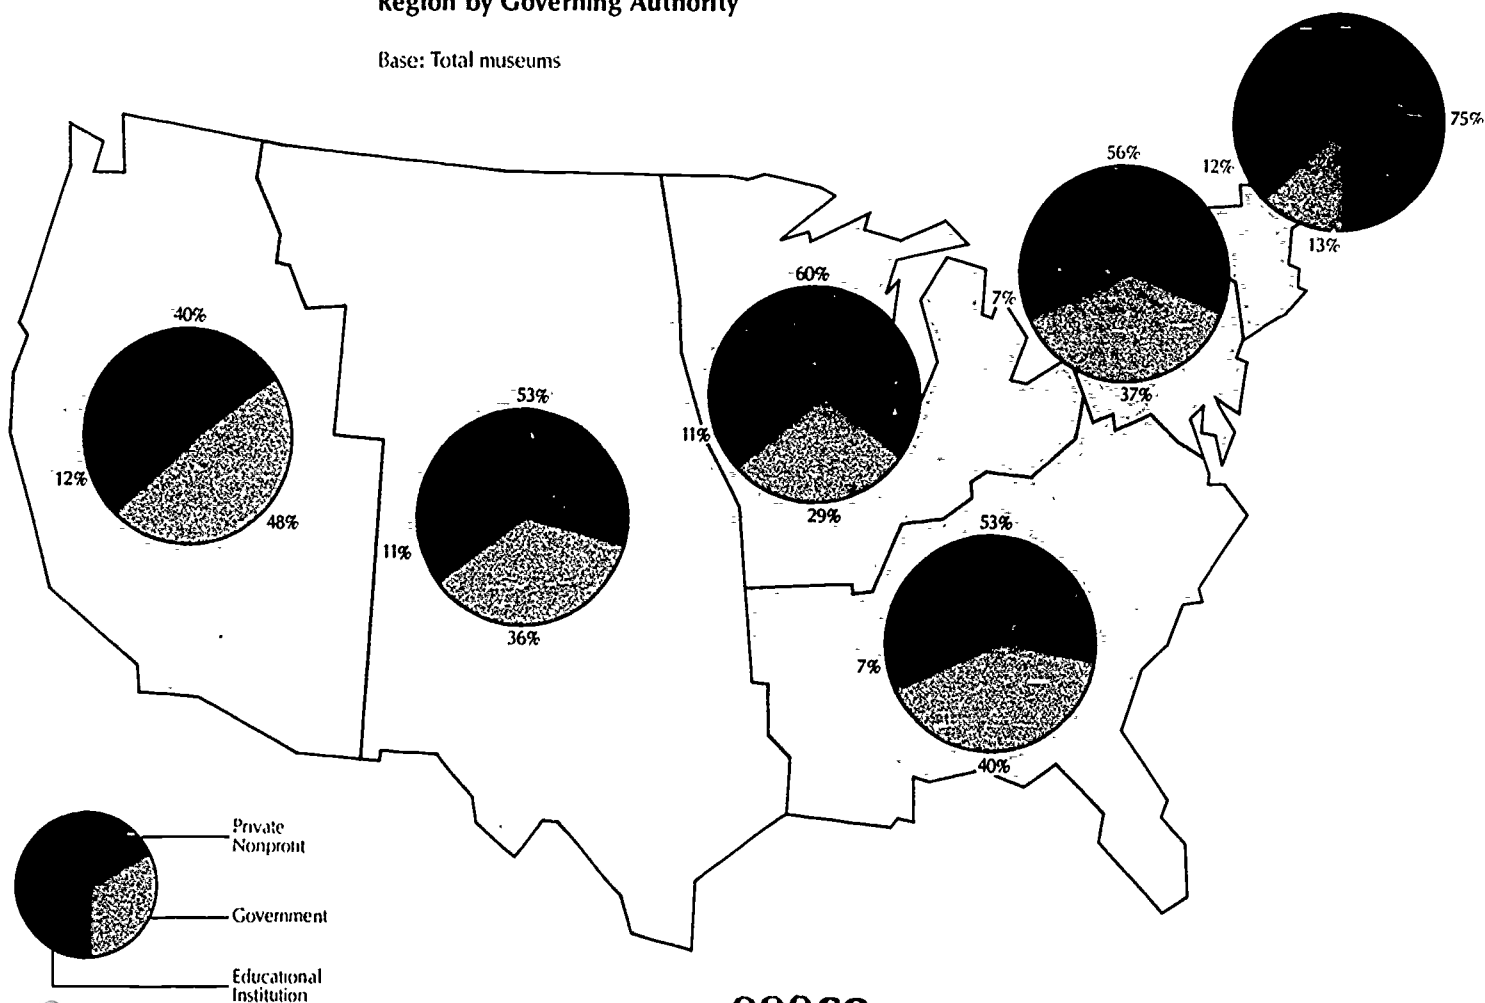 Region by Governing Authority
Base: Total museums
75%
56%
12%
13%
60%
7%
40%
37%
53%
11%
12%
48%
29%
11%
53%
36%
7%
40%
Private
Nonprofit
Government
Educational
Institution